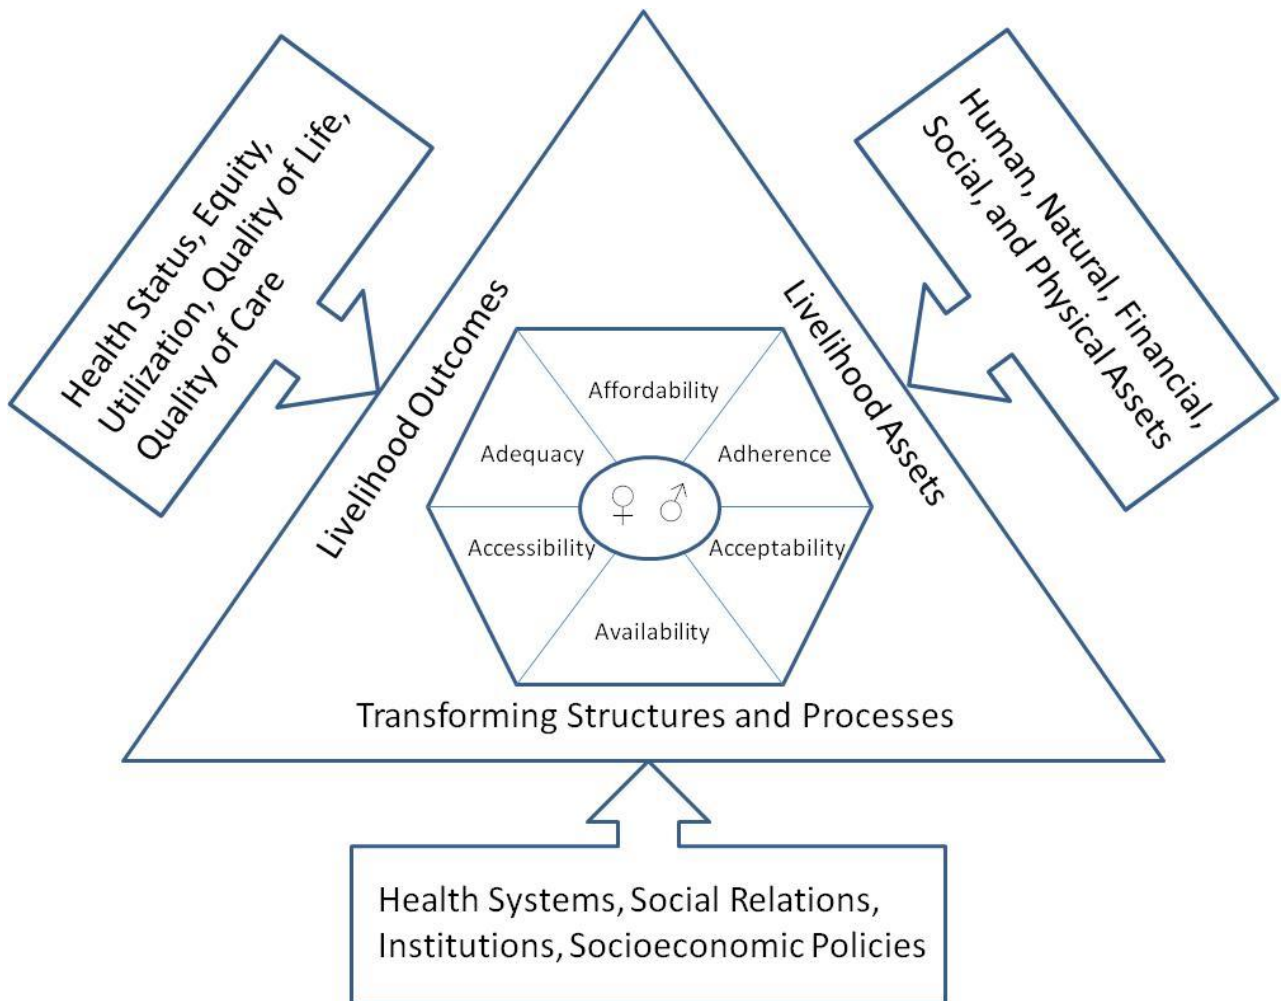 Health Status, Equity,
Utilization, Quality of Life,
Quality of Care
Human, Natural, Financial,
Social, and Physical Assets
Livelihood Outcomes
Livelihood Assets
Affordability
Adequacy
Adherence
♀ ♂
Accessibility
Acceptability
Availability
Transforming Structures and Processes
Health Systems, Social Relations,
Institutions, Socioeconomic Policies